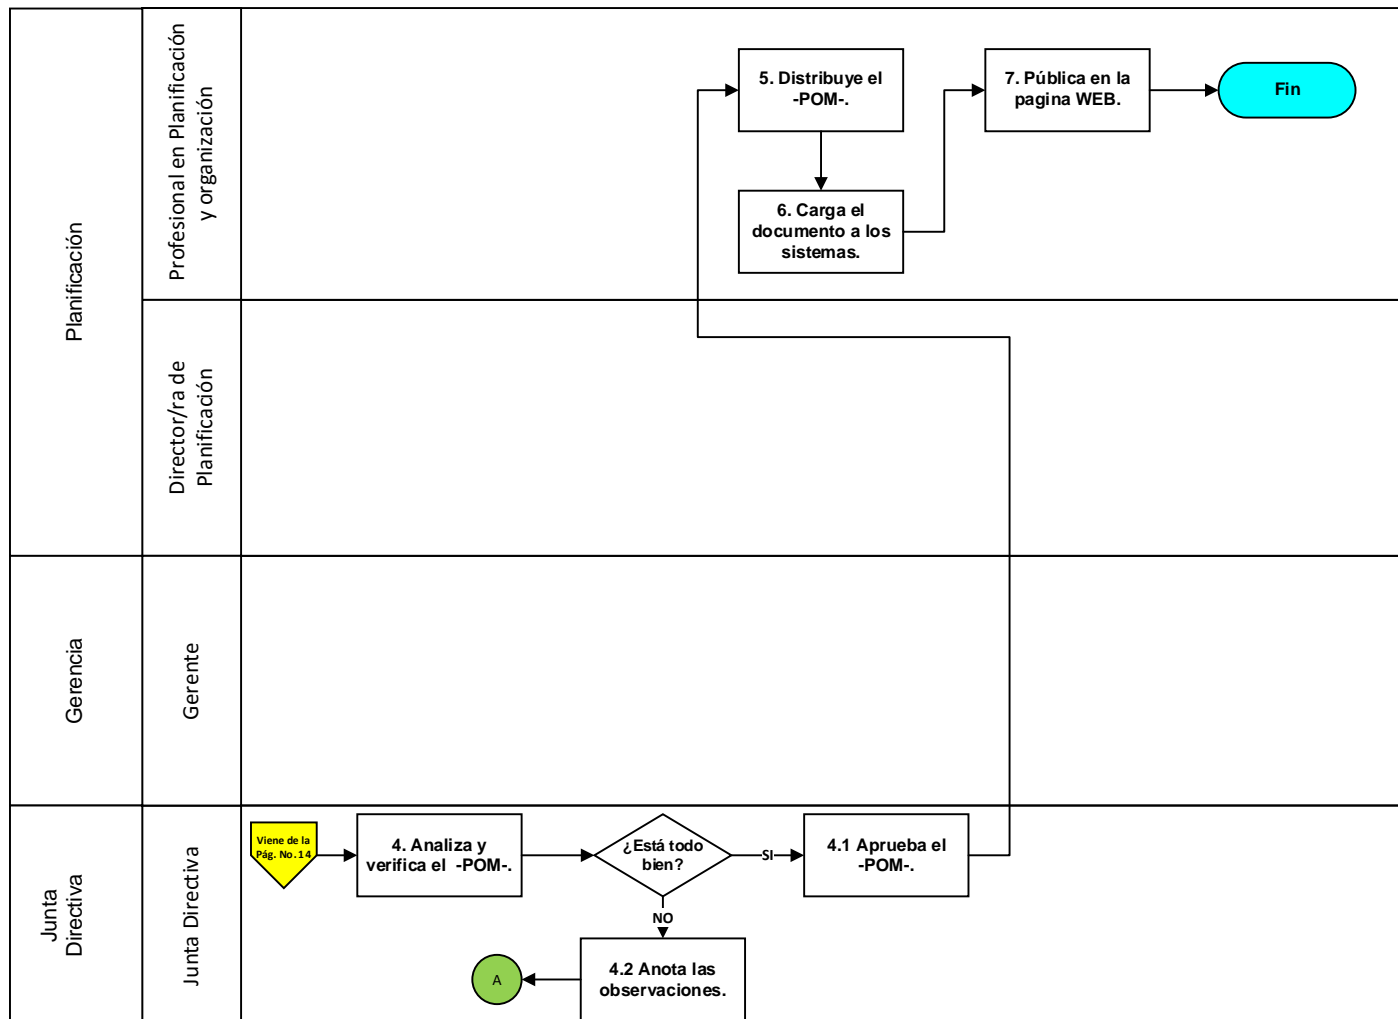 Planificación
Profesional en Planificación
y organización
5. Distribuye el
-POM-.
7. Pública en la
pagina WEB.
Fin
6. Carga el
documento a los
sistemas.
Director/ra de
Planificación
Gerencia
Gerente
Junta
Directiva
Junta Directiva
Viene de la
Pág. No. 14
4. Analiza y
verifica el -POM-.
¿Está todo
bien?
SI
4.1 Aprueba el
-POM-.
NO
4.2 Anota las
observaciones.
A